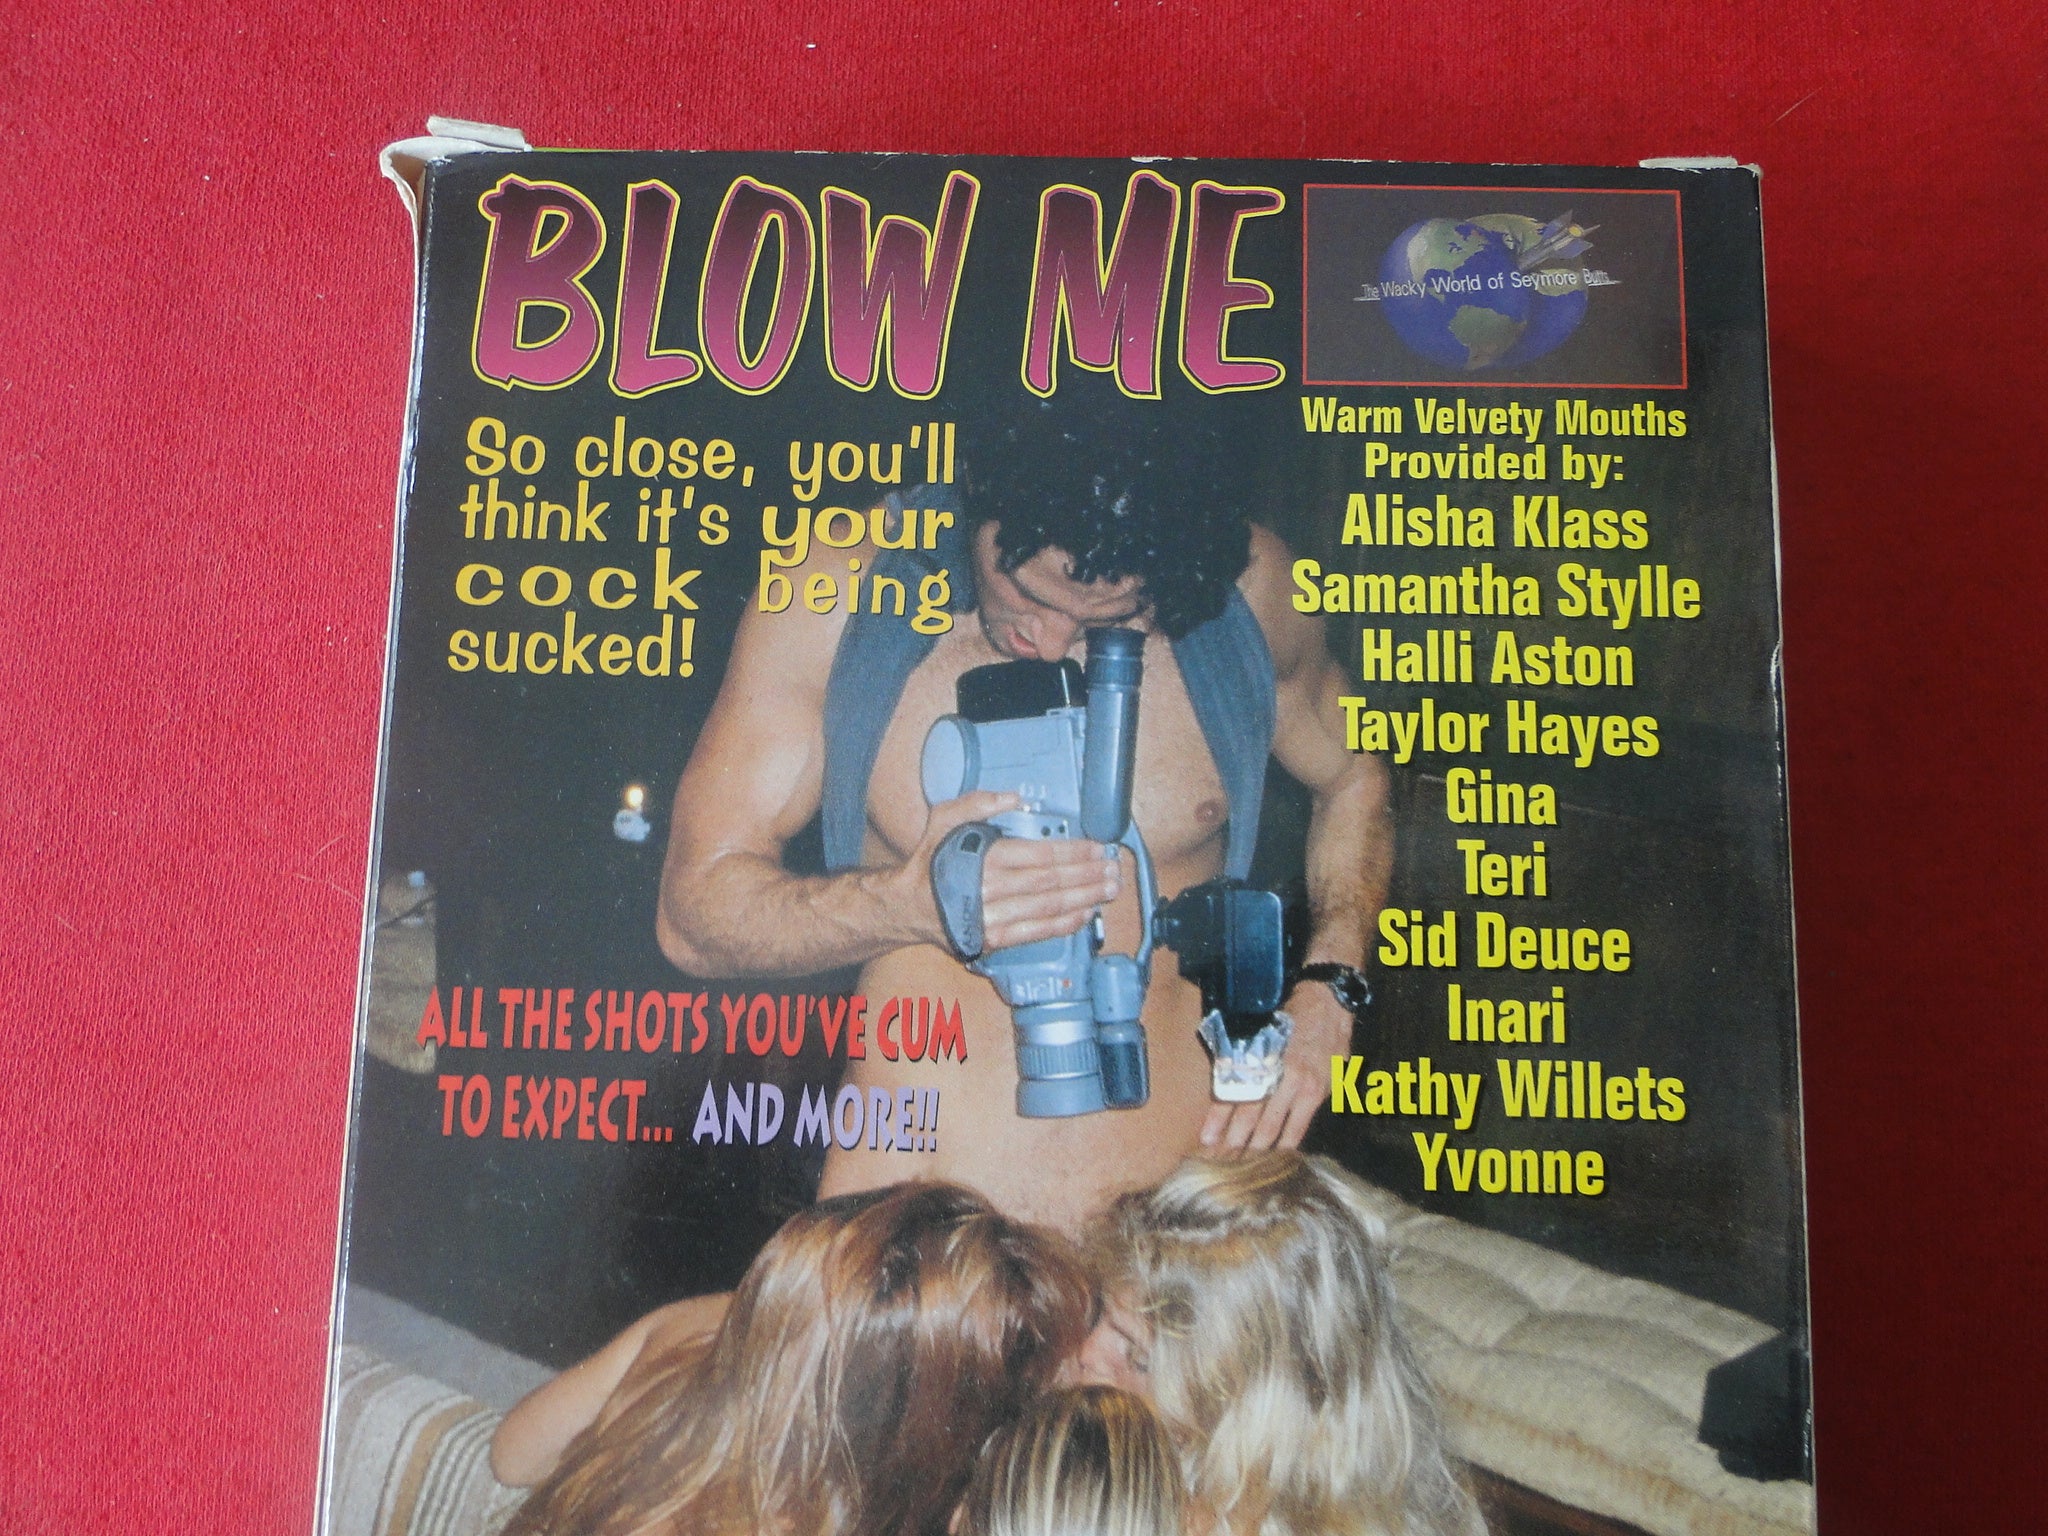 BLOW ME
The Wacky World of Seymore Butts
So close, you'll
think it's your
cock being
sucked!
Warm Velvety Mouths
Provided by:
Alisha Klass
Samantha Stylle
Halli Aston
Taylor Hayes
Gina
Teri
Sid Deuce
Inari
Kathy Willets
Yvonne
ALL THE SHOTS YOU'VE CUM
TO EXPECT... AND MORE!!
CANON